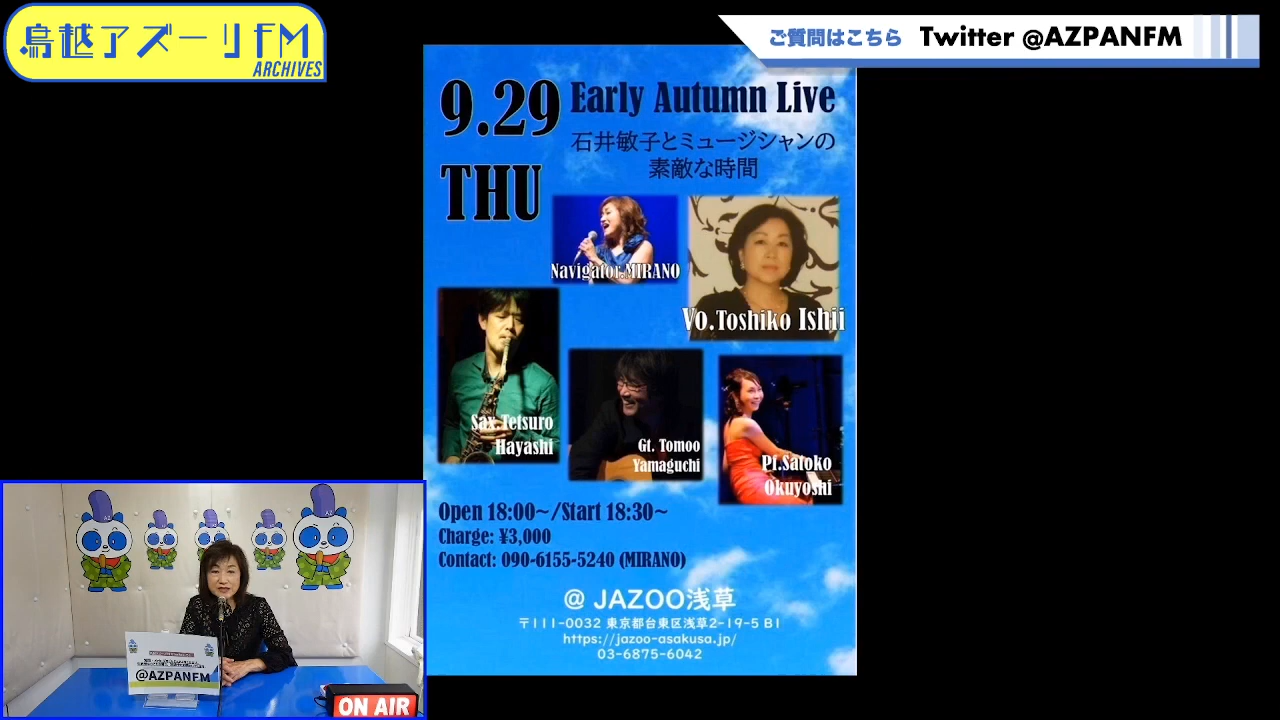 鳥越アズーリFM
ARCHIVES
ご質問はこちら Twitter @AZPANFM
9.29
THU
Early Autumn Live
石井敏子とミュージシャンの
素敵な時間
Navigator.MIRANO
Vo.Toshiko Ishii
Sax.Tetsuro
Hayashi
Gt. Tomoo
Yamaguchi
Pf.Satoko
Okuyoshi
Open 18:00~/Start 18:30~
Charge: ¥3,000
Contact: 090-6155-5240 (MIRANO)
@ JAZOO浅草
〒111-0032 東京都台東区浅草2-19-5 B1
https://jazoo-asakusa.jp/
03-6875-6042
@AZPANFM
ON AIR